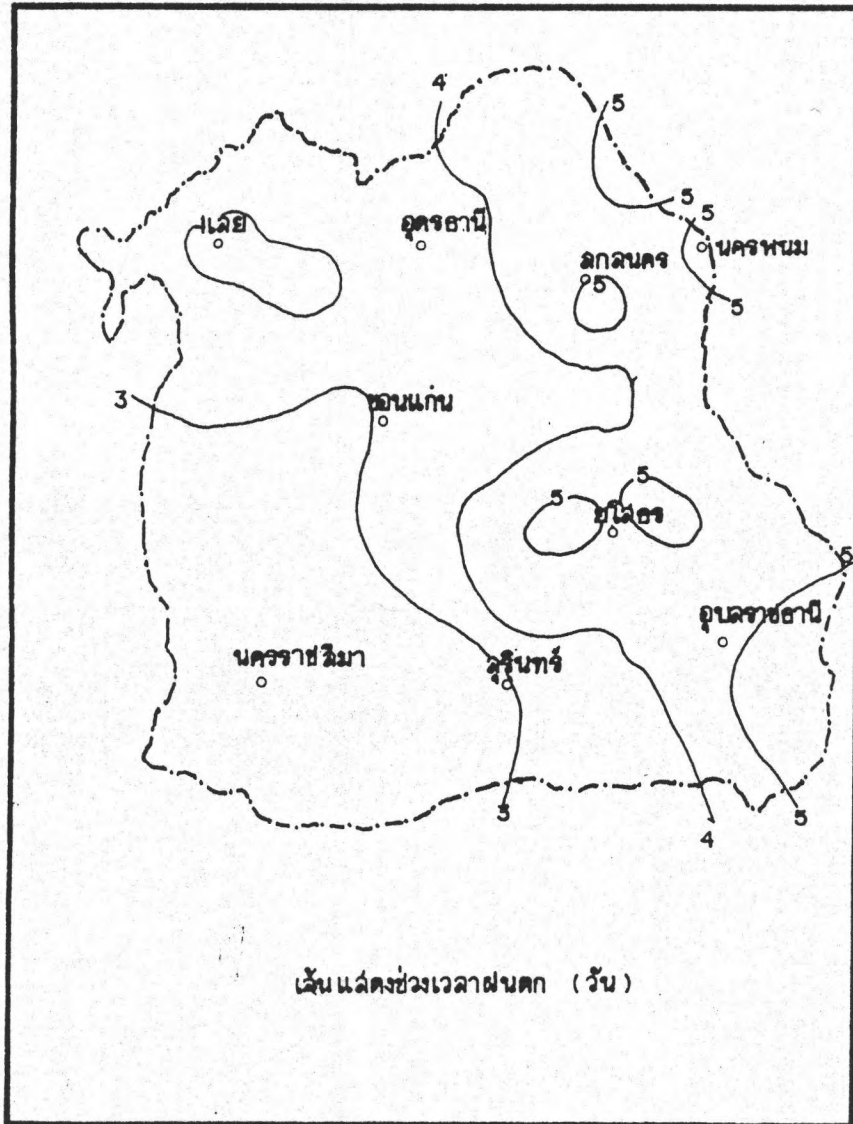 4
5
5
5
เลย
อุดรธานี
นครพนม
สกลนคร
5
5
3
ขอนแก่น
5
5
ยโสธร
5
อุบลราชธานี
นครราชสีมา
สุรินทร์
3
4
5
เส้นแสดงช่วงเวลาฝนตก (วัน)